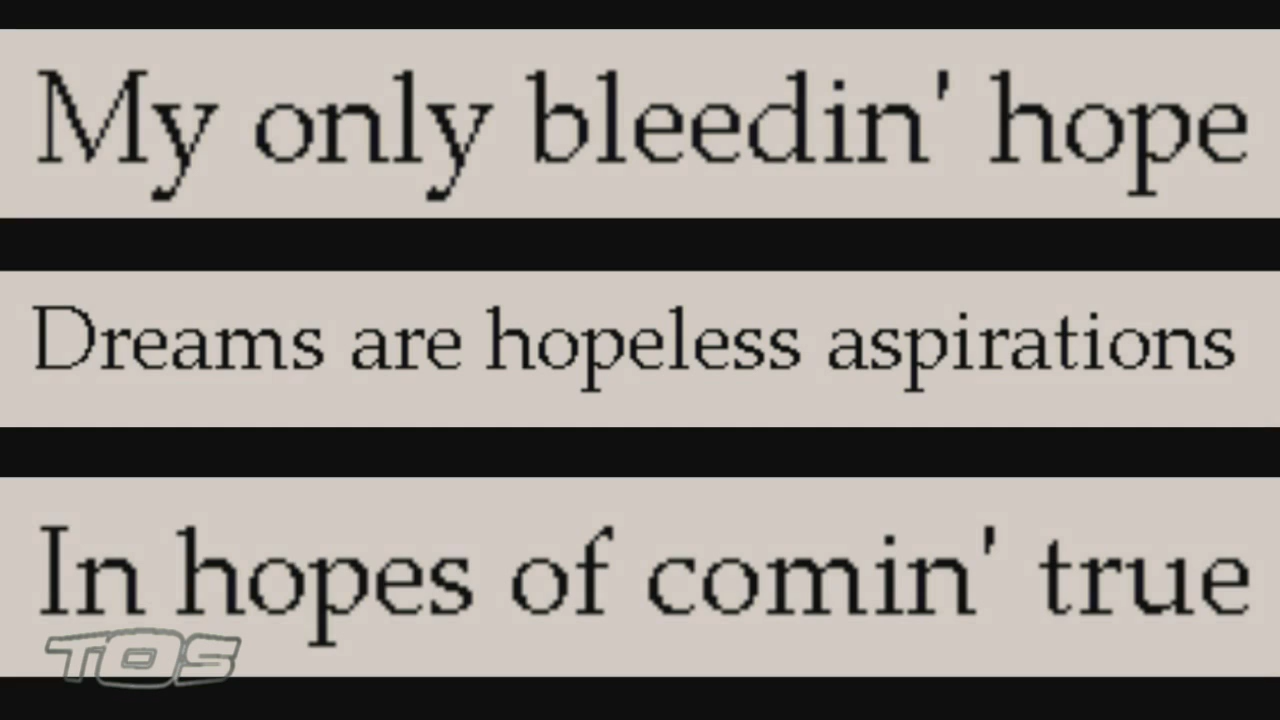 My only bleedin' hope
Dreams are hopeless aspirations
In hopes of comin' true
TOS